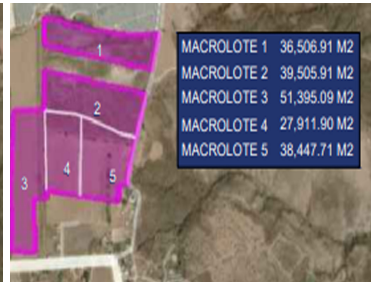 1
2
3
4
5
MACROLOTE 1 36,506.91 M2
MACROLOTE 2 39,505.91 M2
MACROLOTE 3 51,395.09 M2
MACROLOTE 4 27,911.90 M2
MACROLOTE 5 38,447.71 M2